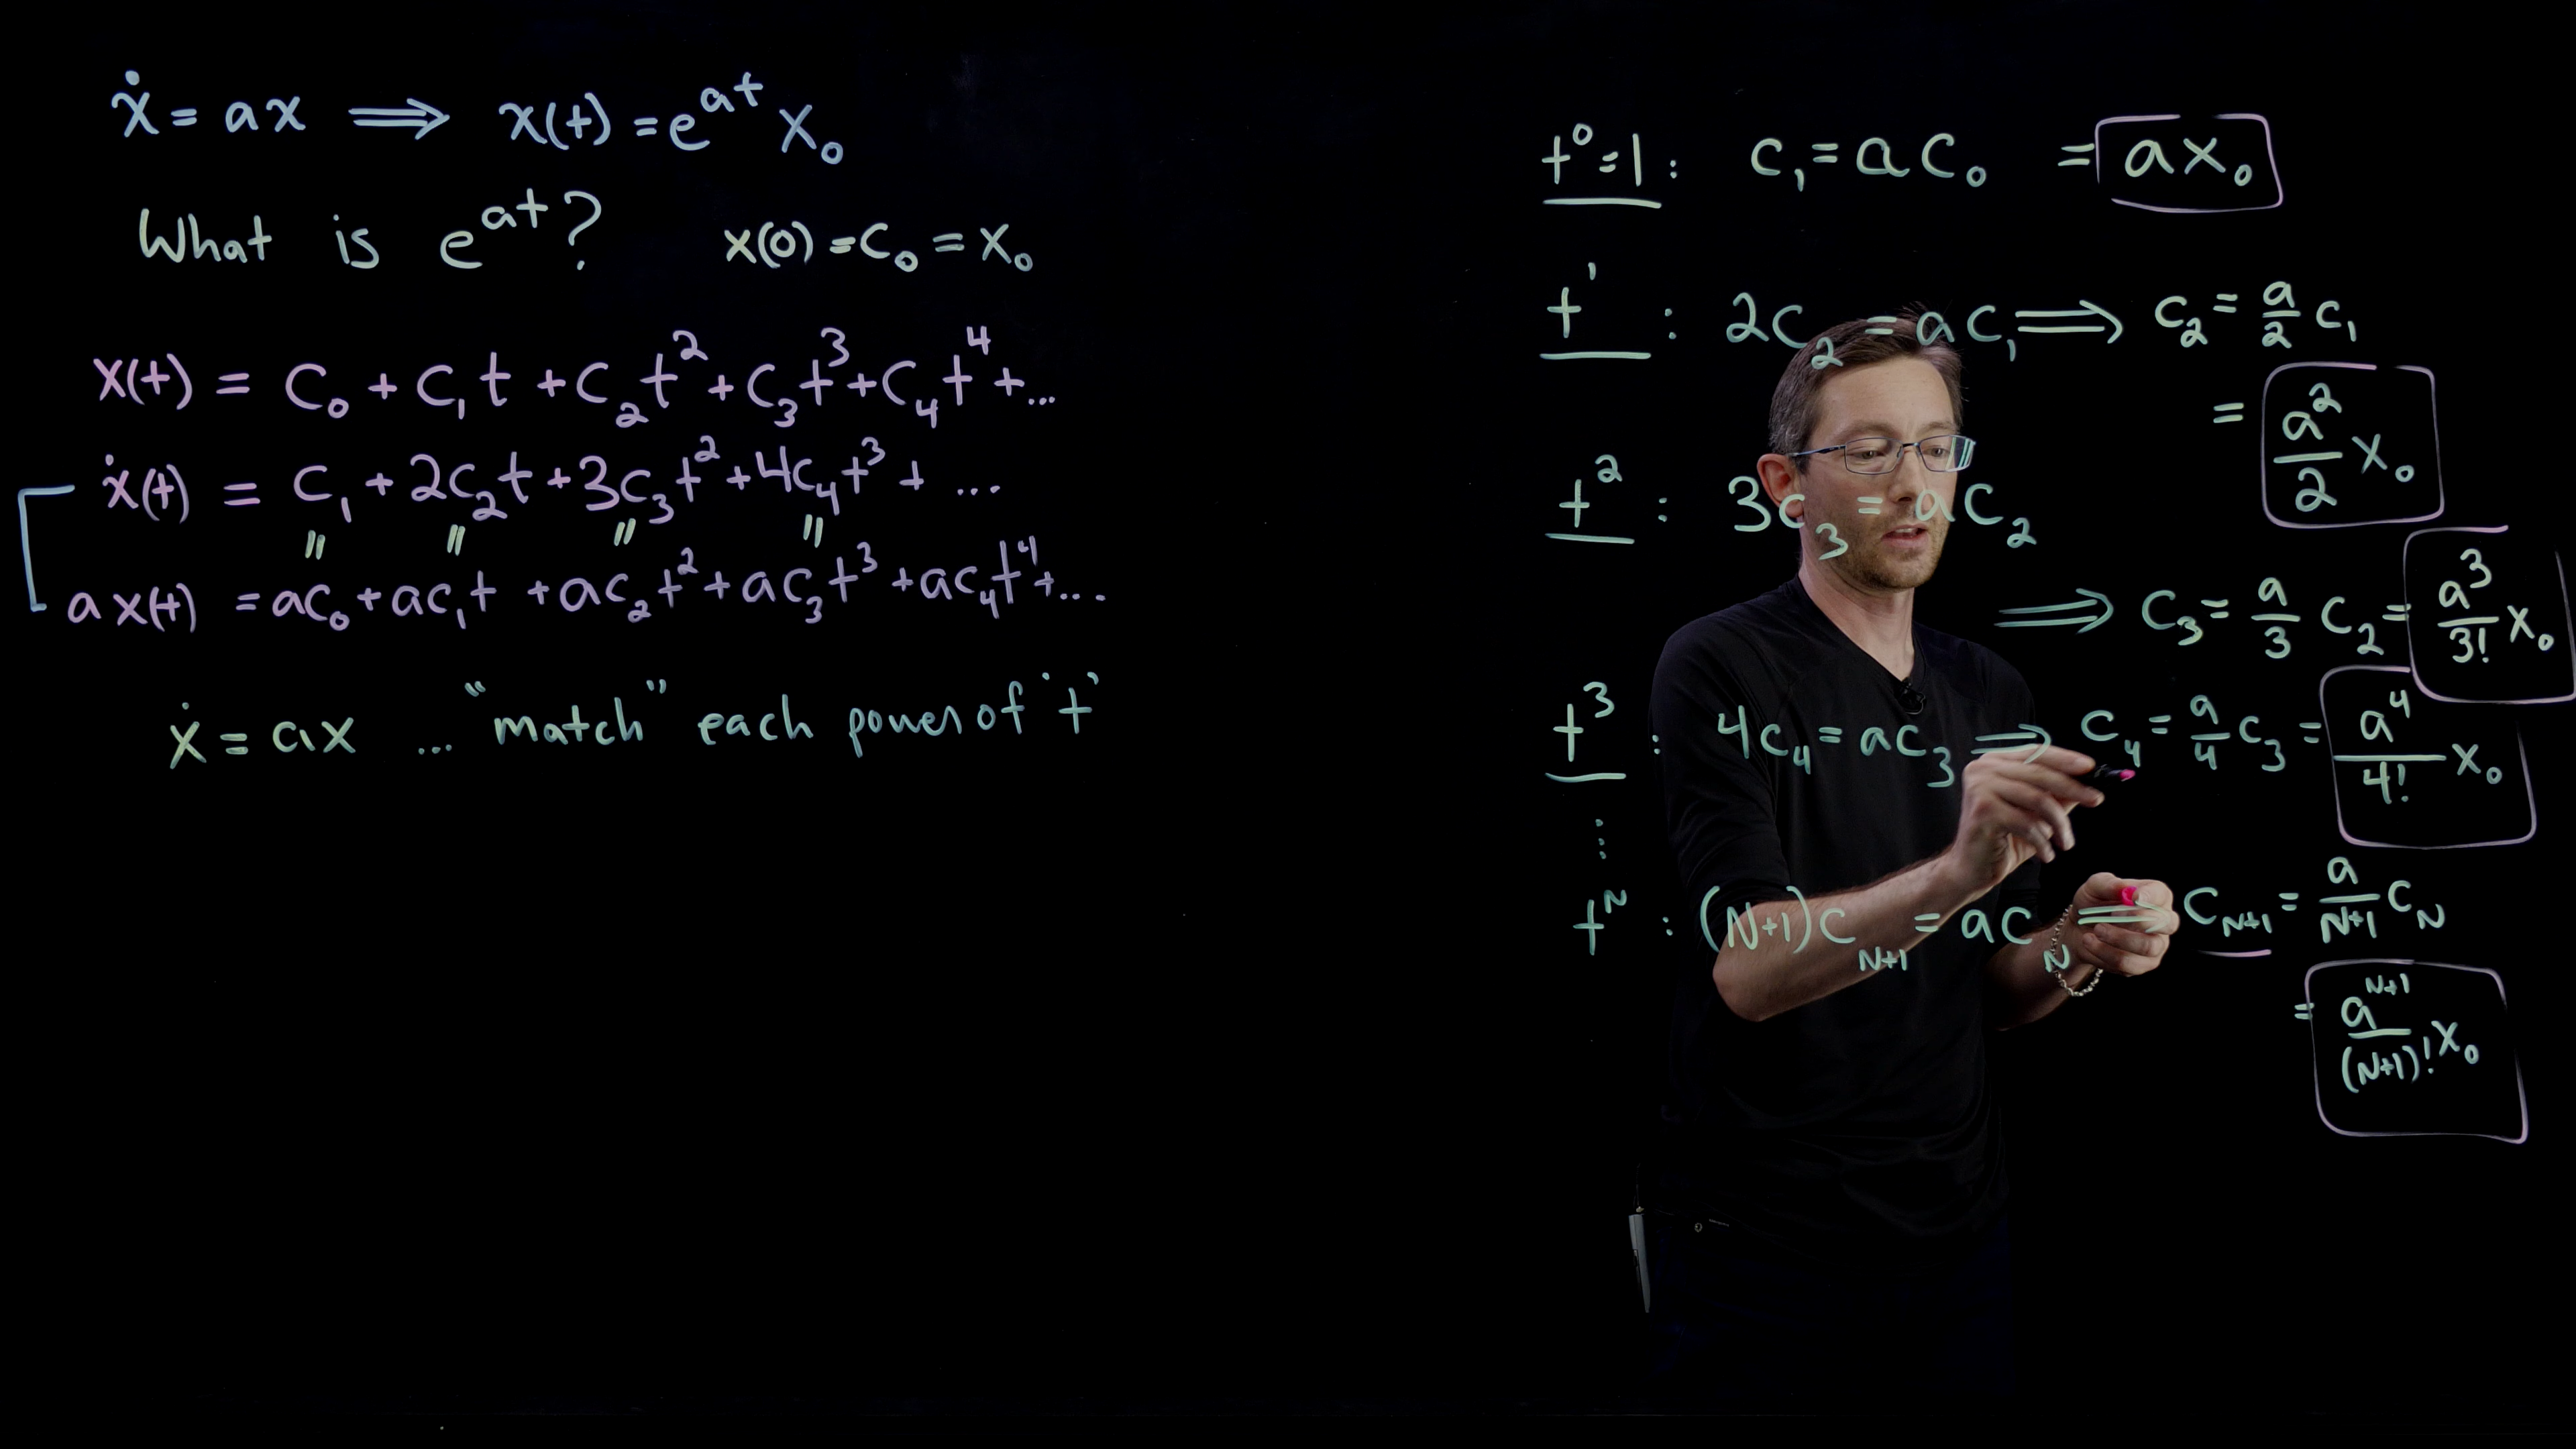 ẋ = ax ⟹ x(t) = e^{at} x₀
What is e^{at}? x(0) = C₀ = x₀
x(t) = C₀ + C₁t + C₂t² + C₃t³ + C₄t⁴ + ...
ẋ(t) = C₁ + 2C₂t + 3C₃t² + 4C₄t³ + ...
〃 〃 〃 〃
ax(t) = aC₀ + aC₁t + aC₂t² + aC₃t³ + aC₄t⁴ + ...
ẋ = ax ... "match" each power of 't'
t⁰=1 : C₁ = aC₀ = ax₀
t¹ : 2C₂ = aC₁ ⟹ C₂ = a/2 C₁
= a²/2 x₀
t² : 3C₃ = aC₂
⟹ C₃ = a/3 C₂ = a³/3! x₀
t³ : 4C₄ = aC₃ ⟹ C₄ = a/4 C₃ = a⁴/4! x₀
⋮
t^N : (N+1)C_{N+1} = aC_N ⟹ C_{N+1} = a/(N+1) C_N
= a^{N+1}/(N+1)! x₀